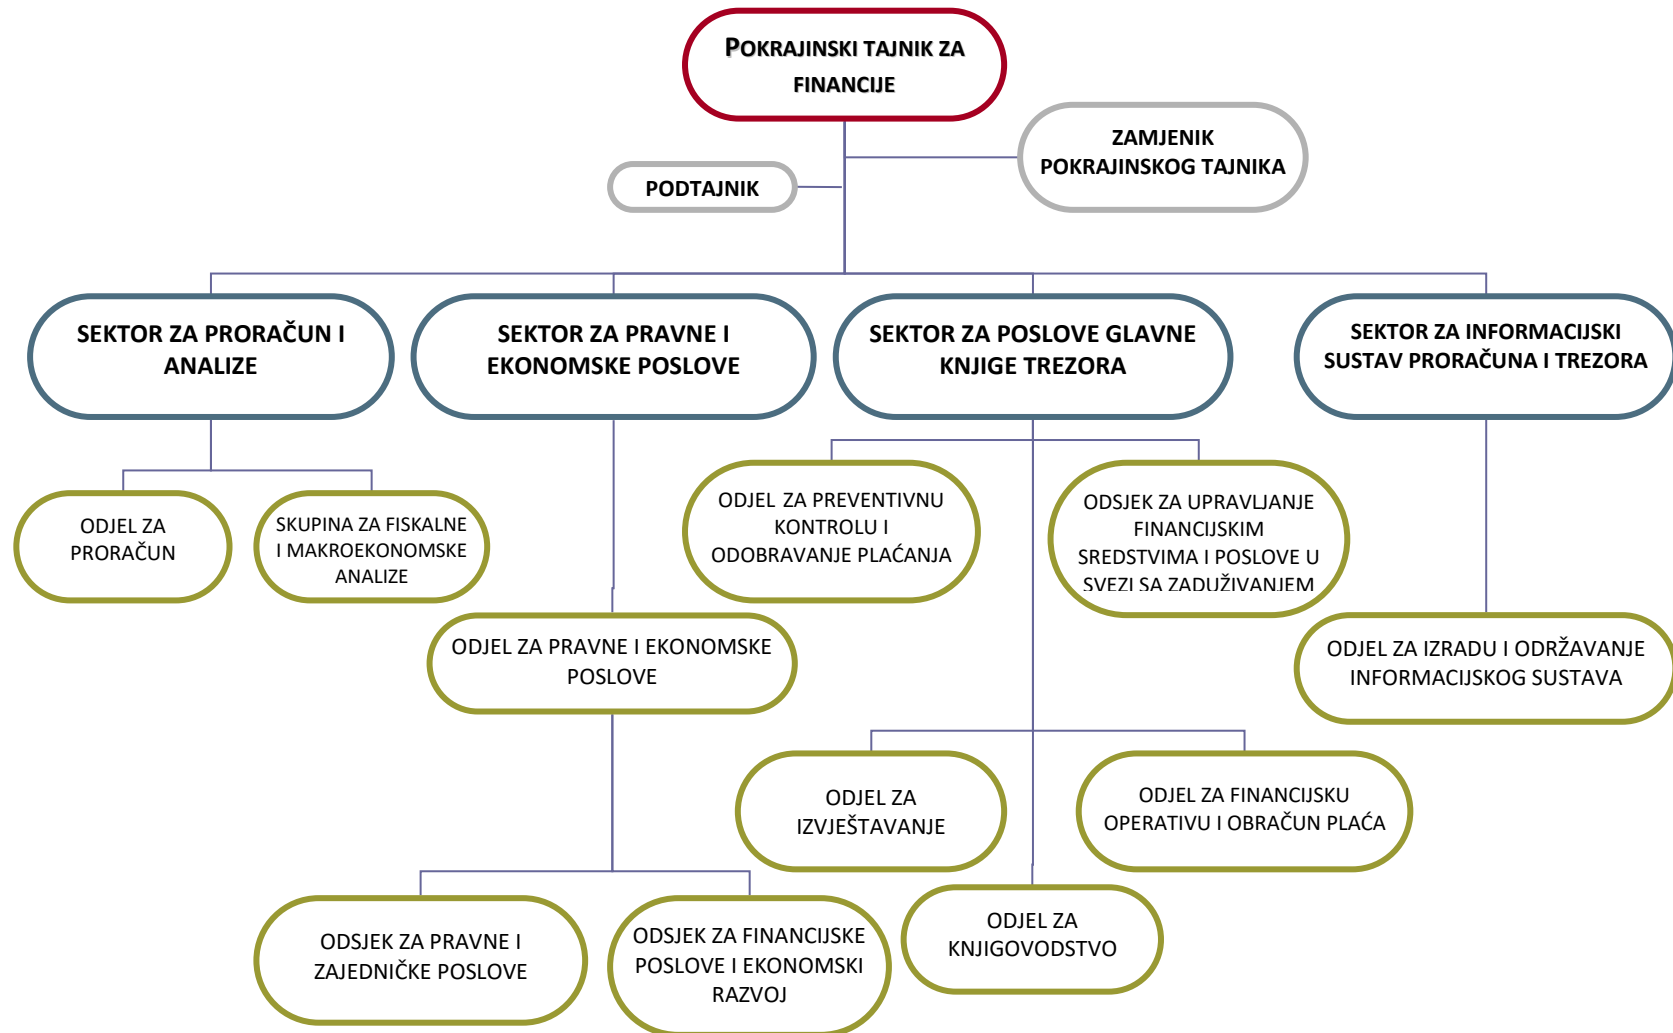 POKRAJINSKI TAJNIK ZA
FINANCIJE
ZAMJENIK
POKRAJINSKOG TAJNIKA
PODTAJNIK
SEKTOR ZA PRORAČUN I
ANALIZE
SEKTOR ZA PRAVNE I
EKONOMSKE POSLOVE
SEKTOR ZA POSLOVE GLAVNE
KNJIGE TREZORA
SEKTOR ZA INFORMACIJSKI
SUSTAV PRORAČUNA I TREZORA
ODJEL ZA
PRORAČUN
SKUPINA ZA FISKALNE
I MAKROEKONOMSKE
ANALIZE
ODJEL ZA PREVENTIVNU
KONTROLU I
ODOBRAVANJE PLAĆANJA
ODSJEK ZA UPRAVLJANJE
FINANCIJSKIM
SREDSTVIMA I POSLOVE U
SVEZI SA ZADUŽIVANJEM
ODJEL ZA PRAVNE I EKONOMSKE
POSLOVE
ODJEL ZA IZRADU I ODRŽAVANJE
INFORMACIJSKOG SUSTAVA
ODJEL ZA
IZVJEŠTAVANJE
ODJEL ZA FINANCIJSKU
OPERATIVU I OBRAČUN PLAĆA
ODSJEK ZA PRAVNE I
ZAJEDNIČKE POSLOVE
ODSJEK ZA FINANCIJSKE
POSLOVE I EKONOMSKI
RAZVOJ
ODJEL ZA
KNJIGOVODSTVO